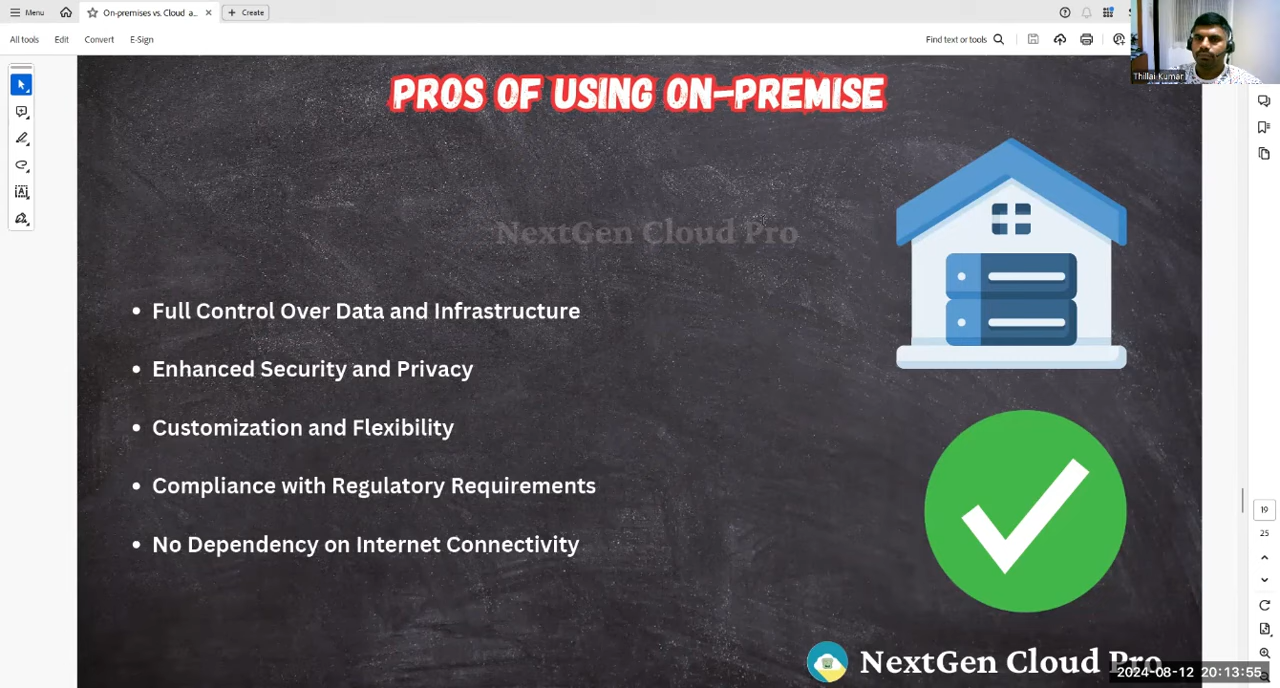 Menu
On-premises vs. Cloud a...
Create
All tools
Edit
Convert
E-Sign
Find text or tools
Thillai Kumar
PROS OF USING ON-PREMISE
NextGen Cloud Pro
• Full Control Over Data and Infrastructure
• Enhanced Security and Privacy
• Customization and Flexibility
• Compliance with Regulatory Requirements
• No Dependency on Internet Connectivity
19
25
NextGen Cloud Pro
2024-08-12 20:13:55